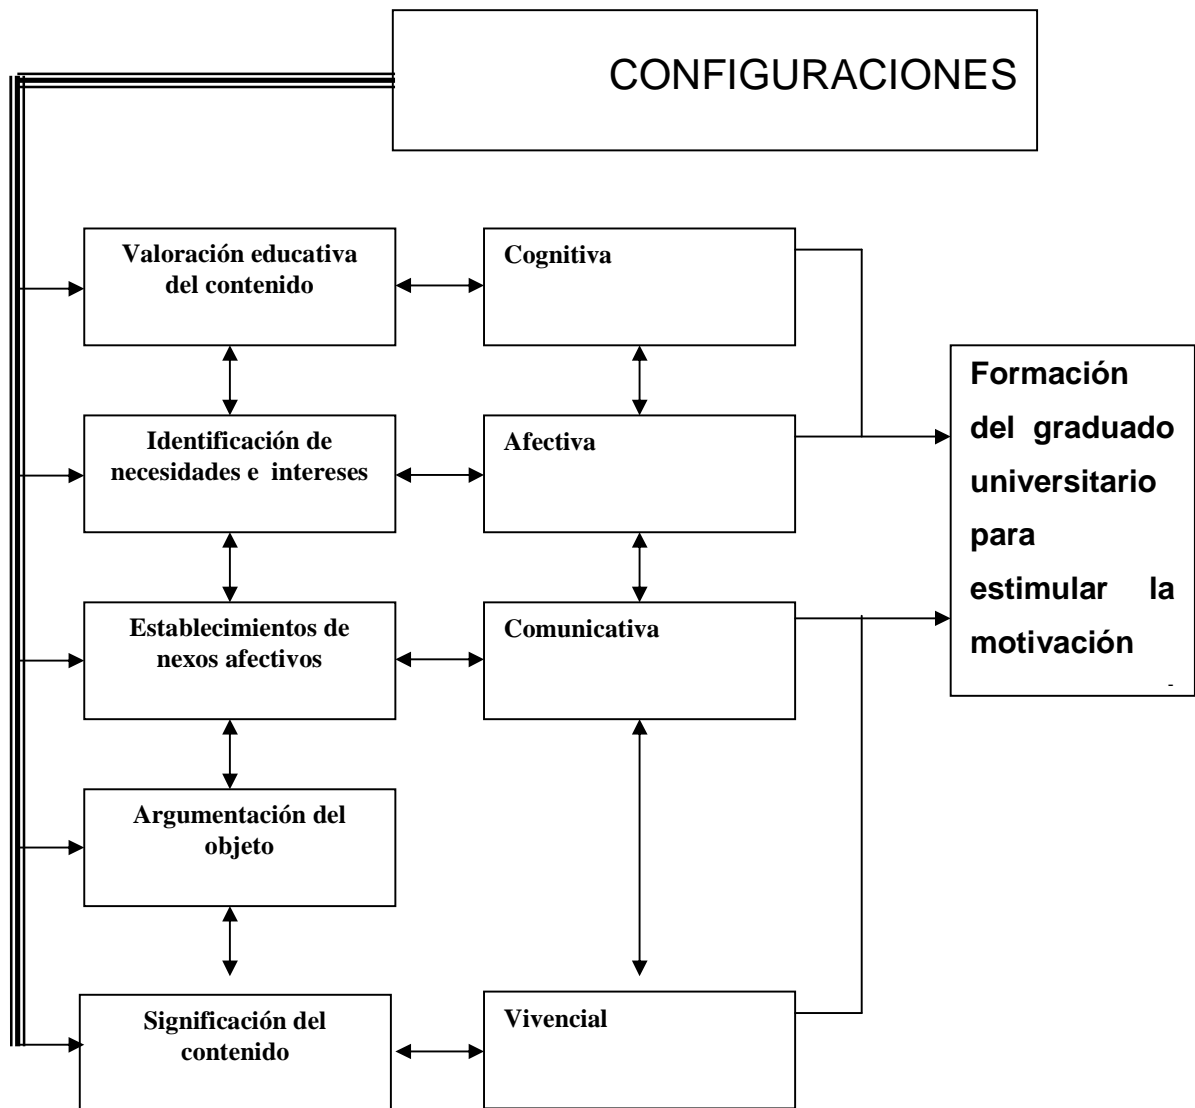 CONFIGURACIONES
Valoración educativa
del contenido
Cognitiva
Identificación de
necesidades e intereses
Afectiva
Establecimientos de
nexos afectivos
Comunicativa
Argumentación del
objeto
Significación del
contenido
Vivencial
Formación
del graduado
universitario
para
estimular la
motivación
-